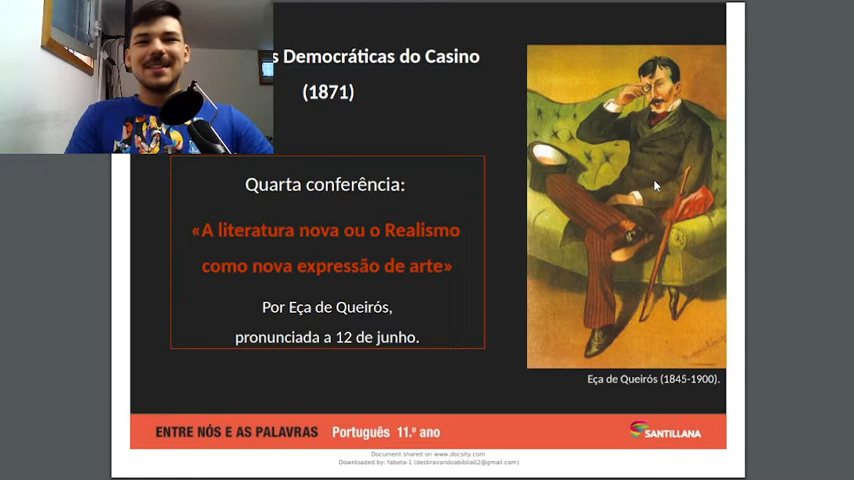 s Democráticas do Casino
(1871)
Quarta conferência:
«A literatura nova ou o Realismo
como nova expressão de arte»
Por Eça de Queirós,
pronunciada a 12 de junho.
Eça de Queirós (1845-1900).
ENTRE NÓS E AS PALAVRAS Português 11.º ano
SANTILLANA
Document shared on www.docsity.com
Downloaded by: fabeta-1 (desbravandoabiblia02@gmail.com)